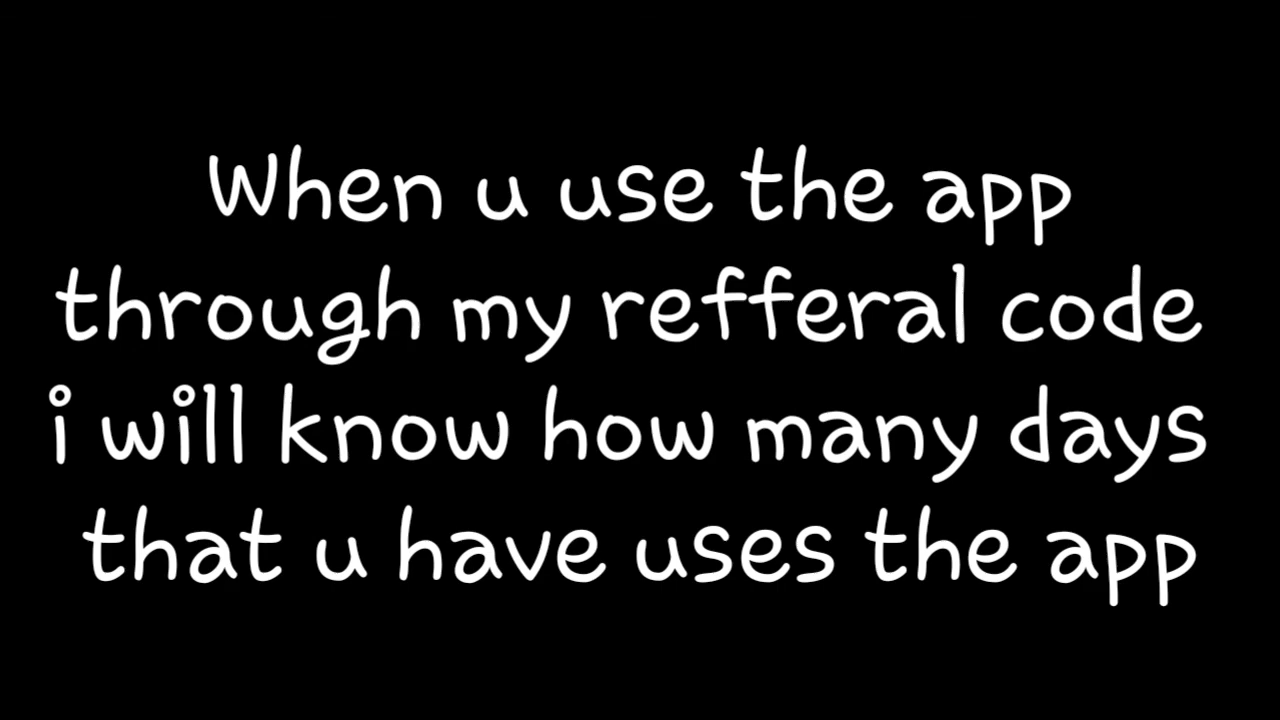 When u use the app
through my refferal code
i will know how many days
that u have uses the app